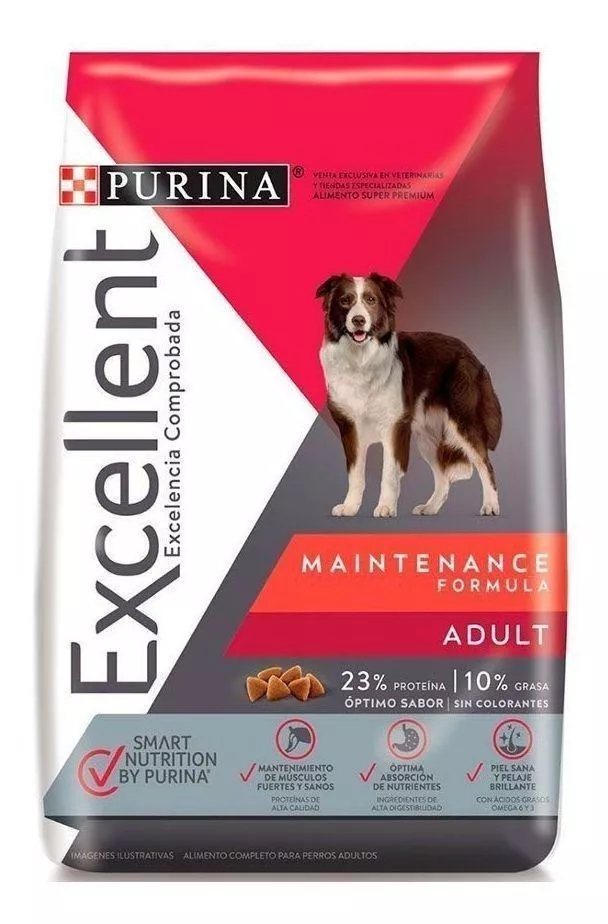 PURINA®
VENTA EXCLUSIVA EN VETERINARIAS
Y TIENDAS ESPECIALIZADAS
ALIMENTO SUPER PREMIUM
Excellent
Excelencia Comprobada
MAINTENANCE
FORMULA
ADULT
23% PROTEÍNA | 10% GRASA
ÓPTIMO SABOR | SIN COLORANTES
SMART
NUTRITION
BY PURINA®
MANTENIMIENTO
DE MÚSCULOS
FUERTES Y SANOS
PROTEÍNAS DE
ALTA CALIDAD
ÓPTIMA
ABSORCIÓN
DE NUTRIENTES
INGREDIENTES DE
ALTA DIGESTIBILIDAD
PIEL SANA
Y PELAJE
BRILLANTE
CON ÁCIDOS GRASOS
OMEGA 6 Y 3
IMAGENES ILUSTRATIVAS ALIMENTO COMPLETO PARA PERROS ADULTOS